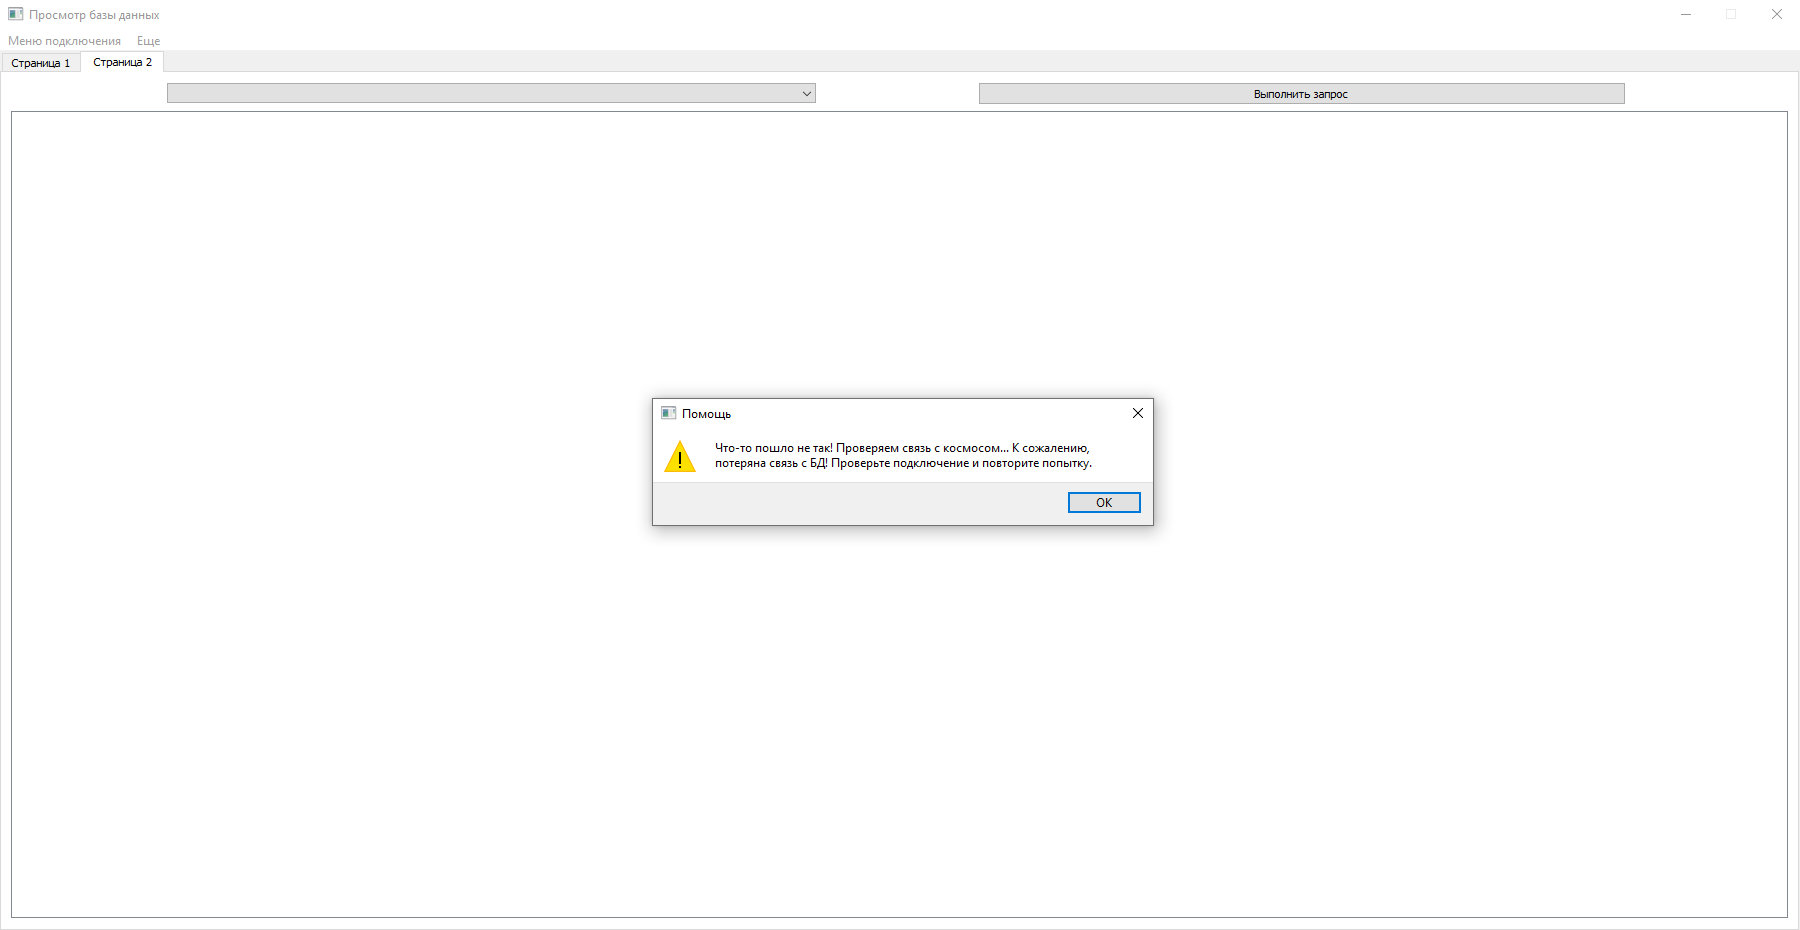 Просмотр базы данных
Меню подключения Еще
Страница 1 Страница 2
Выполнить запрос
Помощь
Что-то пошло не так! Проверяем связь с космосом... К сожалению,
потеряна связь с БД! Проверьте подключение и повторите попытку.
OK